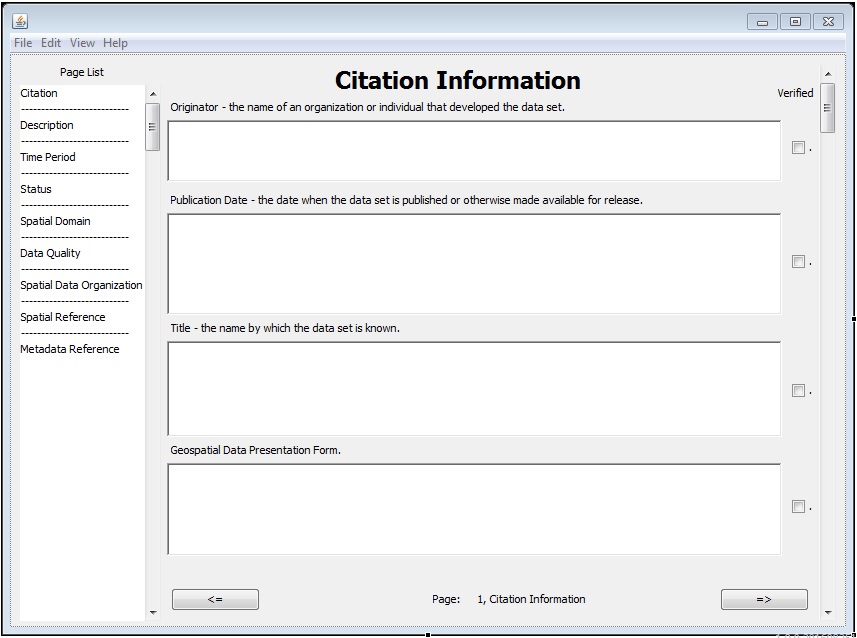 File Edit View Help
Page List
Citation
----------------------------
Description
----------------------------
Time Period
----------------------------
Status
----------------------------
Spatial Domain
----------------------------
Data Quality
----------------------------
Spatial Data Organization
----------------------------
Spatial Reference
----------------------------
Metadata Reference
Citation Information
Verified
Originator - the name of an organization or individual that developed the data set.
.
Publication Date - the date when the data set is published or otherwise made available for release.
.
Title - the name by which the data set is known.
.
Geospatial Data Presentation Form.
.
<= Page: 1, Citation Information =>